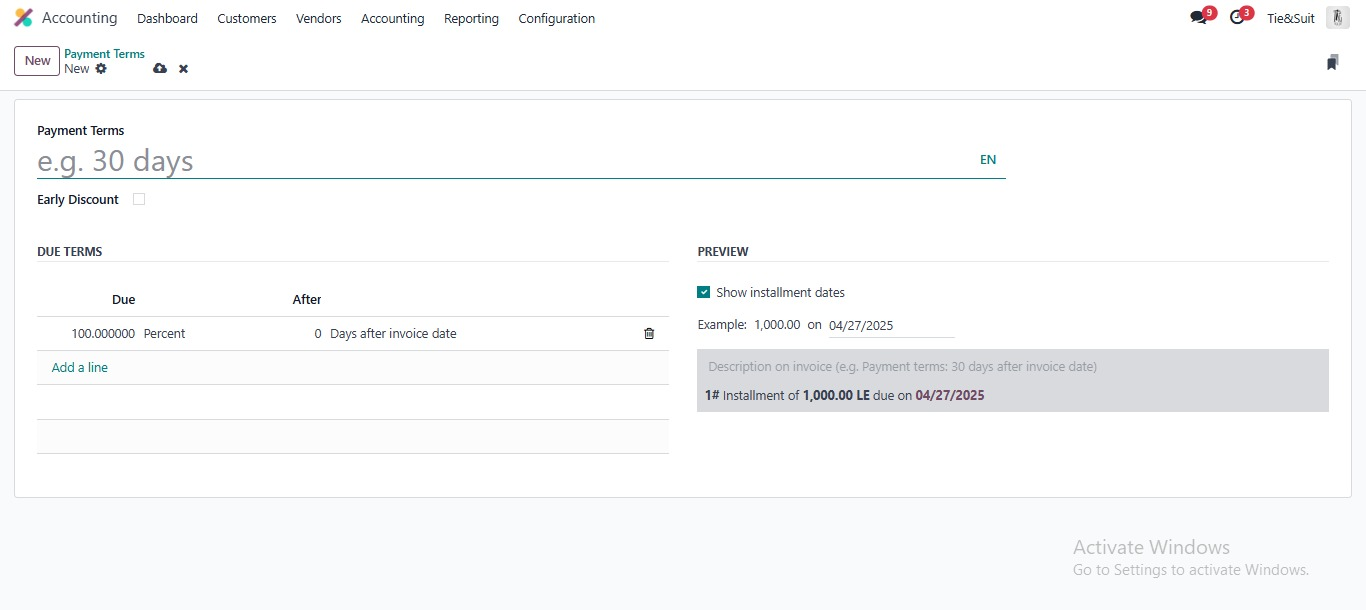 Accounting Dashboard Customers Vendors Accounting Reporting Configuration 9 3 Tie&Suit
New Payment Terms
New
Payment Terms
e.g. 30 days EN
Early Discount
DUE TERMS
Due After
100.000000 Percent 0 Days after invoice date
Add a line
PREVIEW
Show installment dates
Example: 1,000.00 on 04/27/2025
Description on invoice (e.g. Payment terms: 30 days after invoice date)
1# Installment of 1,000.00 LE due on 04/27/2025
Activate Windows
Go to Settings to activate Windows.